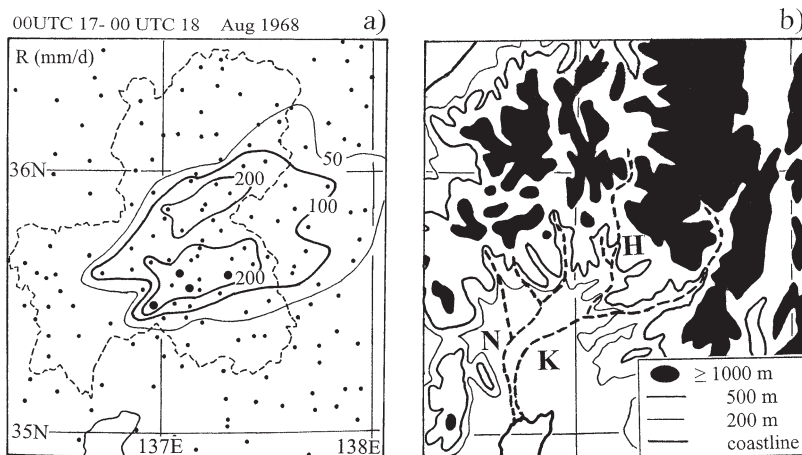 00UTC 17- 00 UTC 18 Aug 1968 a)
R (mm/d)
50
36N
200
100
200
35N
137E
138E
b)
H
N
K
≥ 1000 m
500 m
200 m
coastline